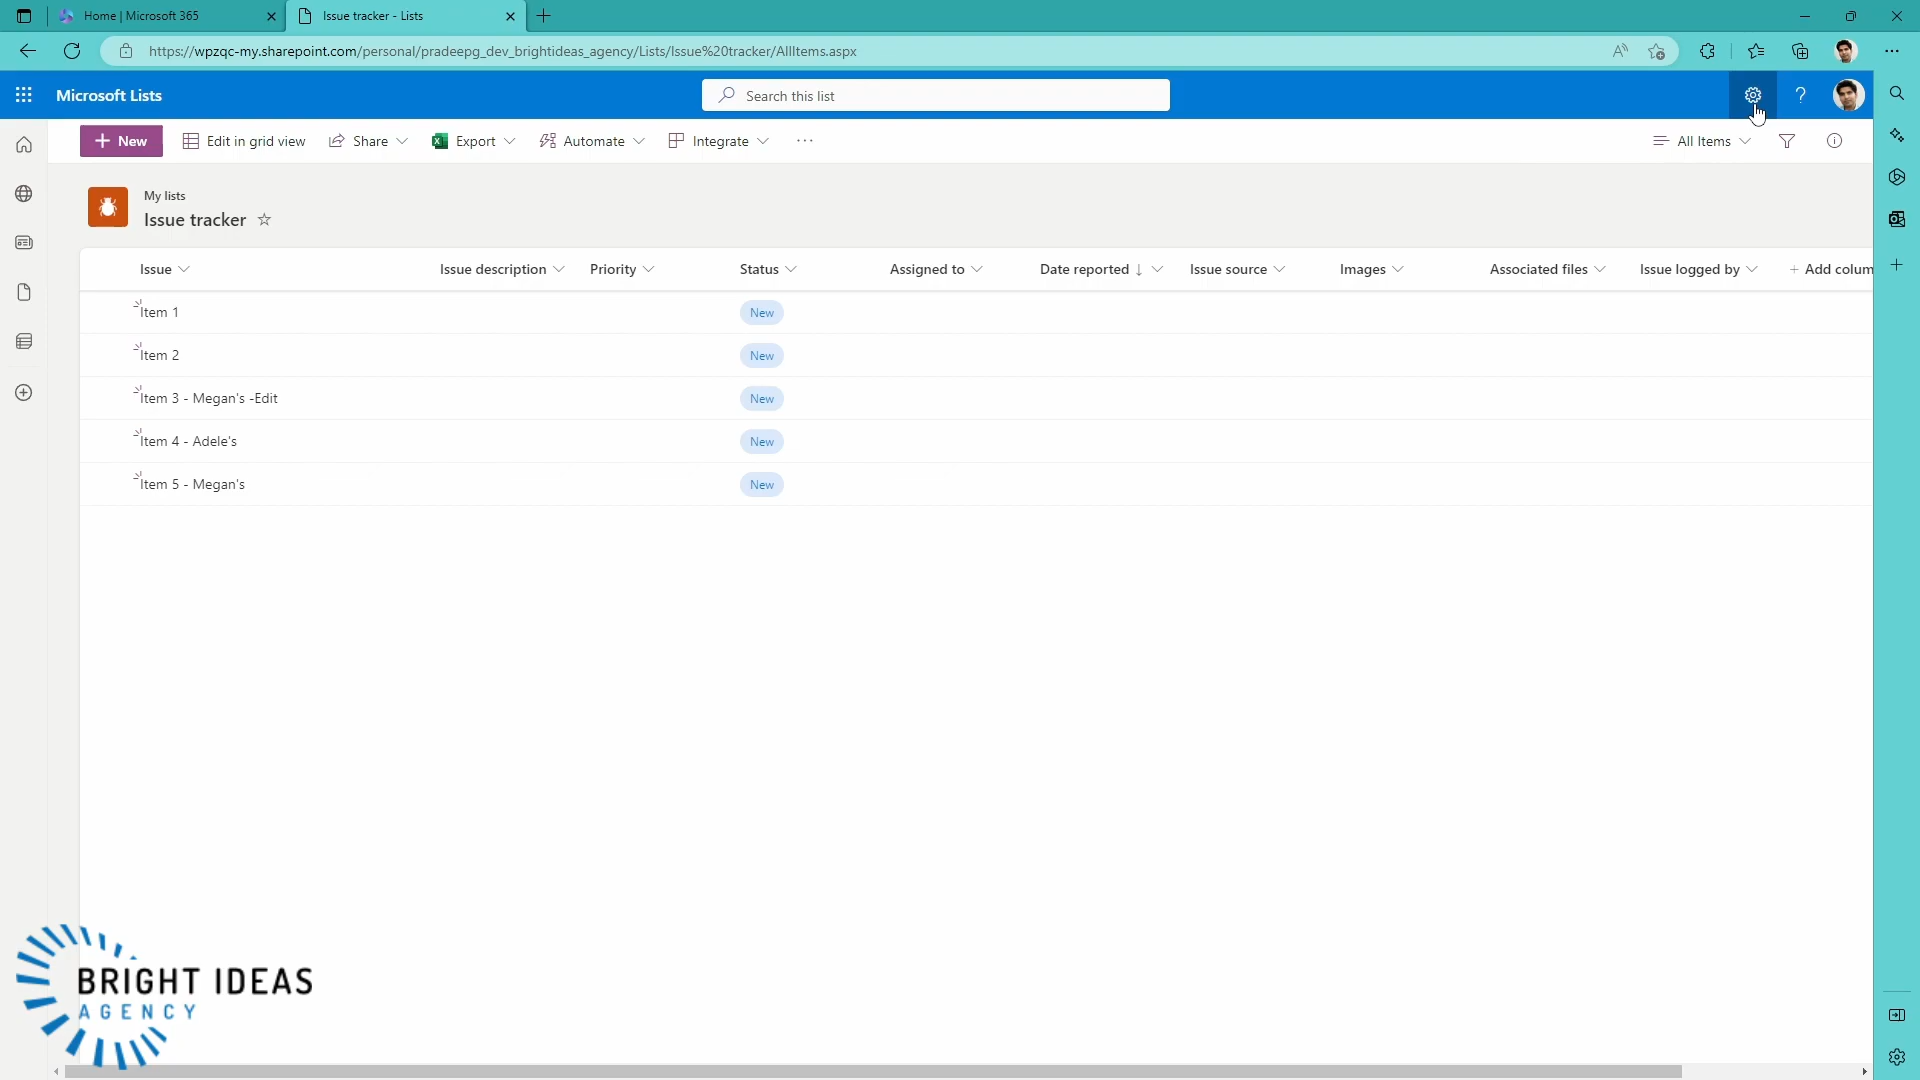 Home | Microsoft 365
Issue tracker - Lists
https://wpzqc-my.sharepoint.com/personal/pradeepg_dev_brightideas_agency/Lists/Issue%20tracker/AllItems.aspx
Microsoft Lists
Search this list
New
Edit in grid view
Share
Export
Automate
Integrate
All Items
My lists
Issue tracker
Issue
Issue description
Priority
Status
Assigned to
Date reported
Issue source
Images
Associated files
Issue logged by
+ Add colum
Item 1
New
Item 2
New
Item 3 - Megan's -Edit
New
Item 4 - Adele's
New
Item 5 - Megan's
New
BRIGHT IDEAS
AGENCY